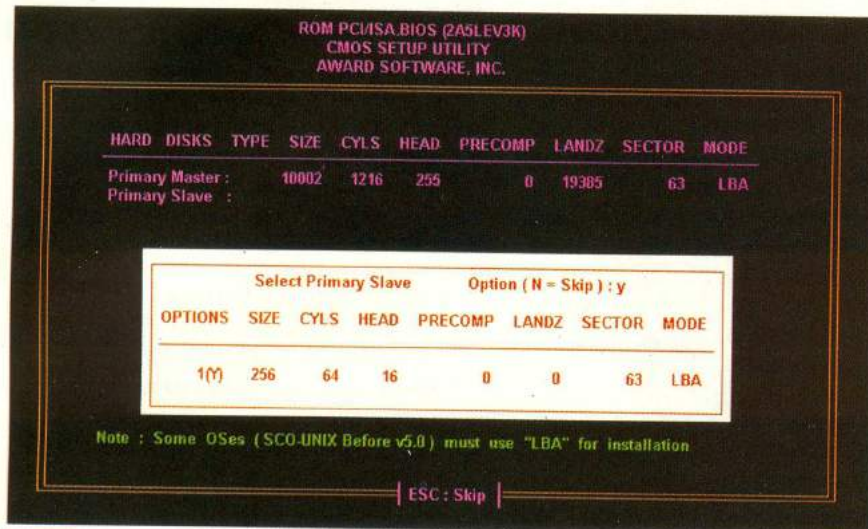 ROM PCI/ISA.BIOS (2A5LEV3K)
CMOS SETUP UTILITY
AWARD SOFTWARE, INC.
HARD DISKS TYPE SIZE CYLS HEAD PRECOMP LANDZ SECTOR MODE
Primary Master : 10002 1216 255 0 19385 63 LBA
Primary Slave :
Select Primary Slave Option ( N = Skip ) : y
OPTIONS SIZE CYLS HEAD PRECOMP LANDZ SECTOR MODE
1(Y) 256 64 16 0 0 63 LBA
Note : Some OSes ( SCO-UNIX Before v5.0 ) must use "LBA" for installation
ESC : Skip